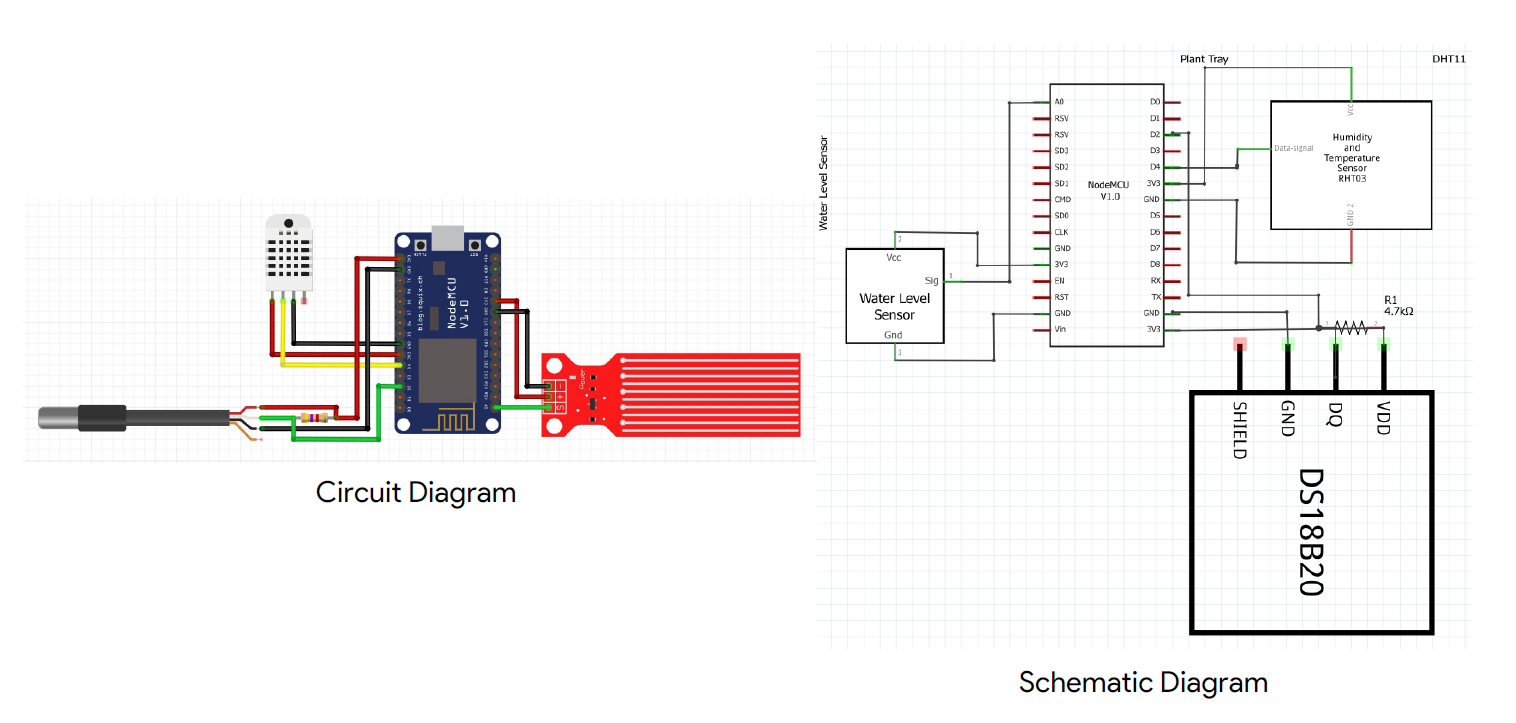 blog.squix.ch
NodeMCU
V1.0
Power
-
+
S
Circuit Diagram
Plant Tray
DHT11
Water Level Sensor
A0
RSV
RSV
SD3
SD2
SD1
CMD
SD0
CLK
GND
3V3
EN
RST
GND
Vin
NodeMCU
V1.0
D0
D1
D2
D3
D4
3V3
GND
D5
D6
D7
D8
RX
TX
GND
3V3
Vcc
Data-signal
Humidity
and
Temperature
Sensor
RHT03
GND 2
2
Vcc
Sig
1
Water Level
Sensor
Gnd
3
R1
4.7kΩ
SHIELD
GND
DQ
VDD
DS18B20
Schematic Diagram